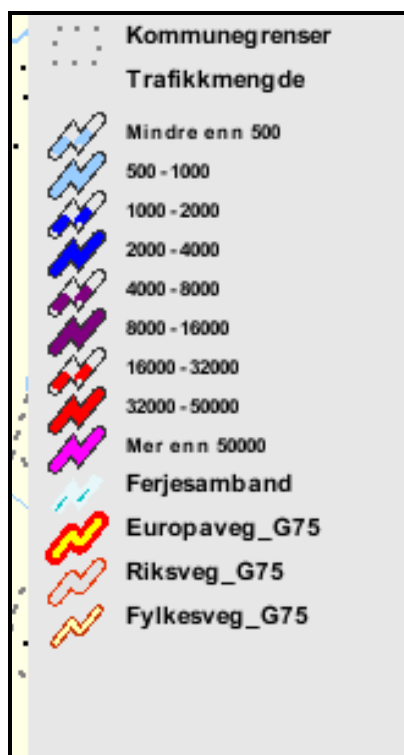 Kommunegrenser
Trafikkmengde
Mindre enn 500
500 - 1000
1000 - 2000
2000 - 4000
4000 - 8000
8000 - 16000
16000 - 32000
32000 - 50000
Mer enn 50000
Ferjesamband
Europaveg_G75
Riksveg_G75
Fylkesveg_G75